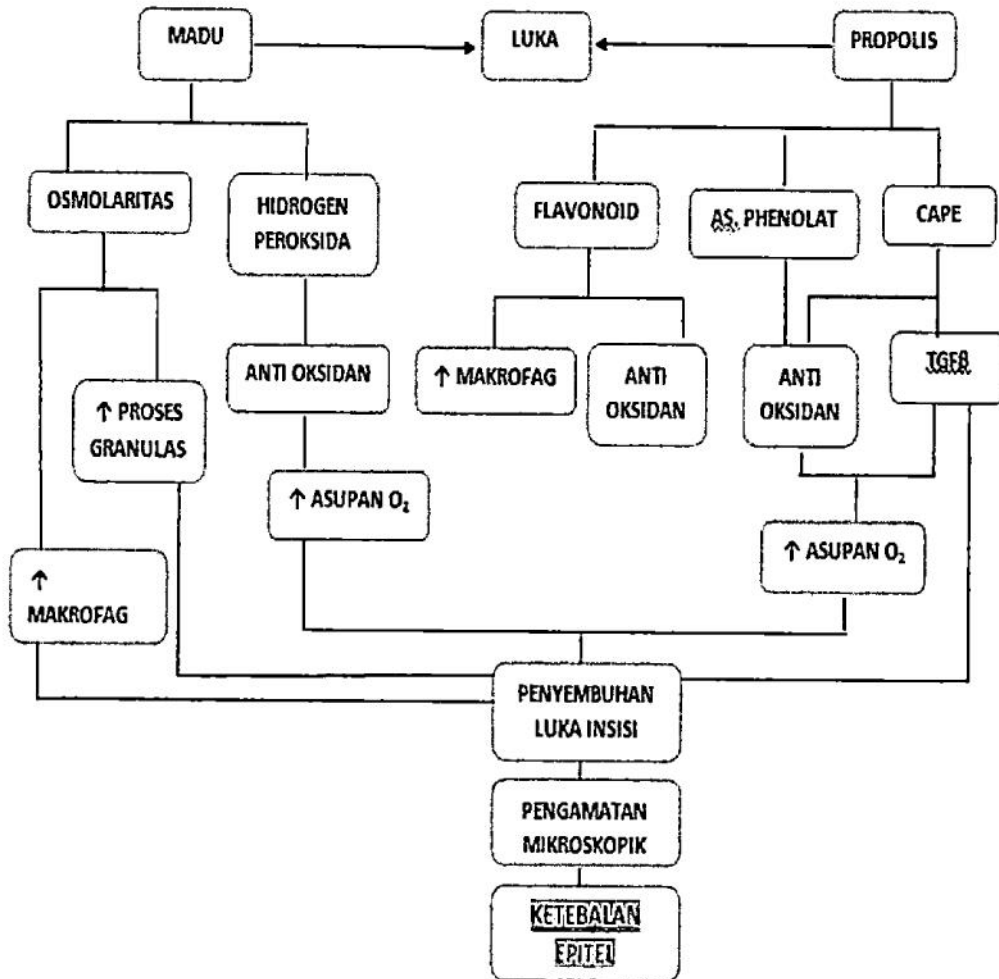 MADU
LUKA
PROPOLIS
OSMOLARITAS
HIDROGEN
PEROKSIDA
FLAVONOID
AS. PHENOLAT
CAPE
ANTI OKSIDAN
↑ MAKROFAG
ANTI
OKSIDAN
ANTI
OKSIDAN
TGFβ
↑ PROSES
GRANULAS
↑ ASUPAN O₂
↑ ASUPAN O₂
↑
MAKROFAG
PENYEMBUHAN
LUKA INSISI
PENGAMATAN
MIKROSKOPIK
KETEBALAN
EPITEL